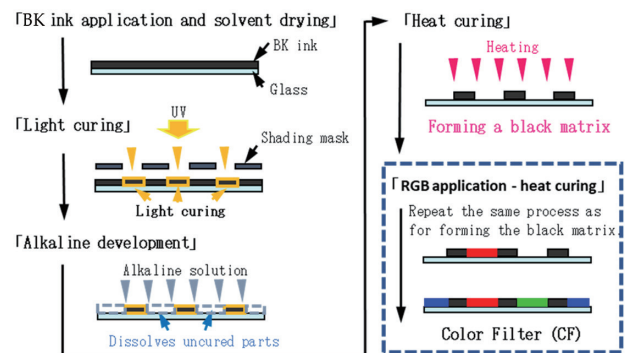 「BK ink application and solvent drying」
BK ink
Glass
「Light curing」
UV
Shading mask
Light curing
「Alkaline development」
Alkaline solution
Dissolves uncured parts
「Heat curing」
Heating
Forming a black matrix
「RGB application - heat curing」
Repeat the same process as
for forming the black matrix.
Color Filter (CF)